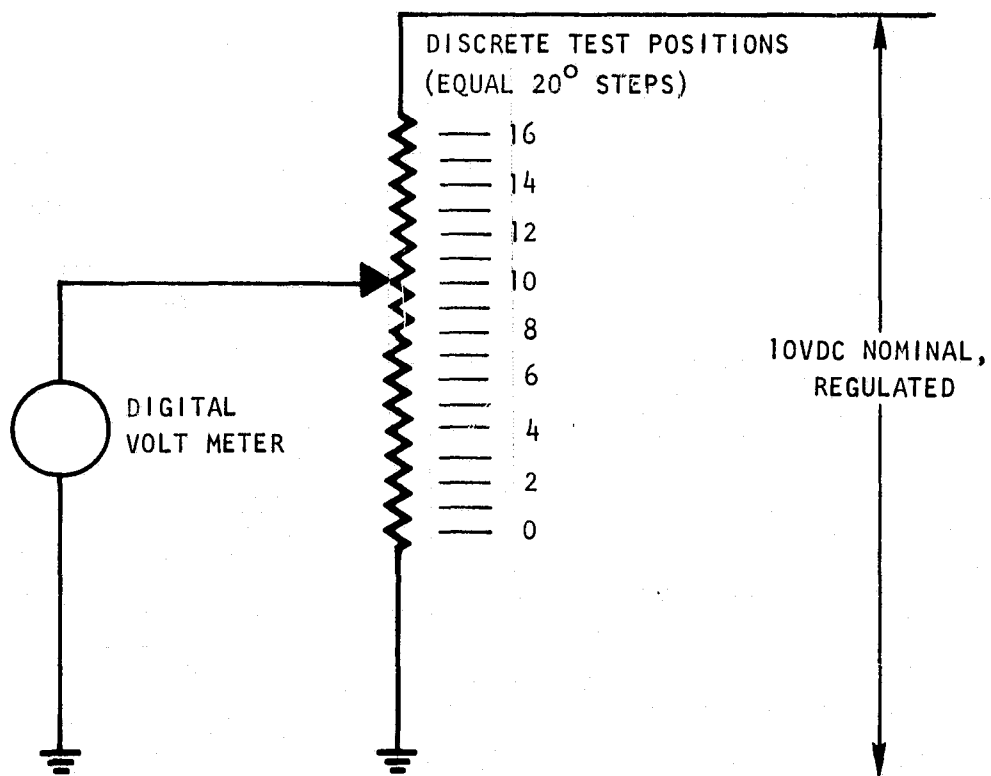 DISCRETE TEST POSITIONS
(EQUAL 20° STEPS)
16
14
12
10
8
6
4
2
0
10VDC NOMINAL,
REGULATED
DIGITAL
VOLT METER